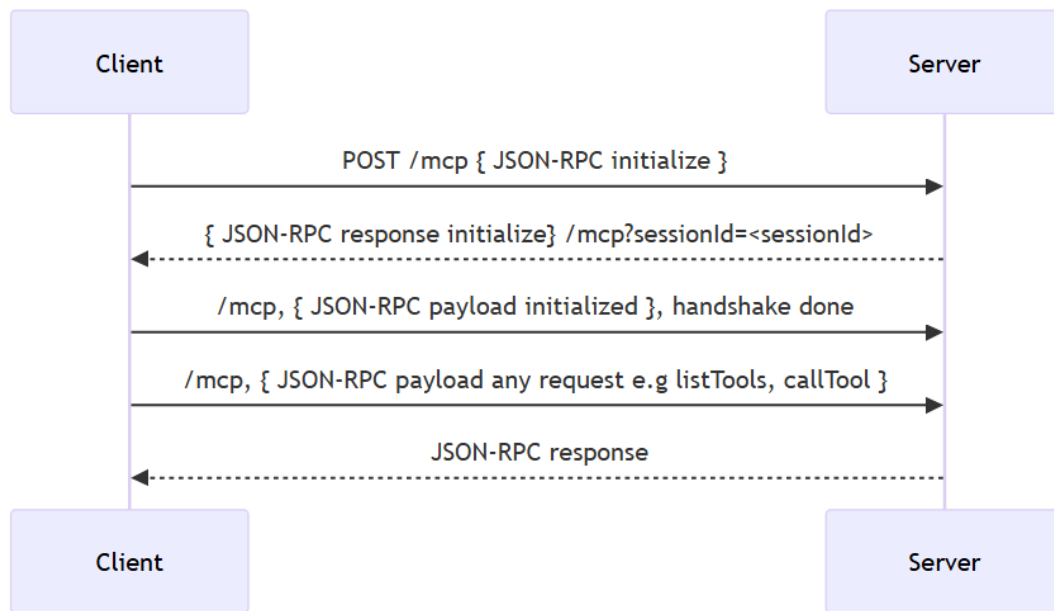 Client
Server
POST /mcp { JSON-RPC initialize }
{ JSON-RPC response initialize} /mcp?sessionId=<sessionId>
/mcp, { JSON-RPC payload initialized }, handshake done
/mcp, { JSON-RPC payload any request e.g listTools, callTool }
JSON-RPC response
Client
Server